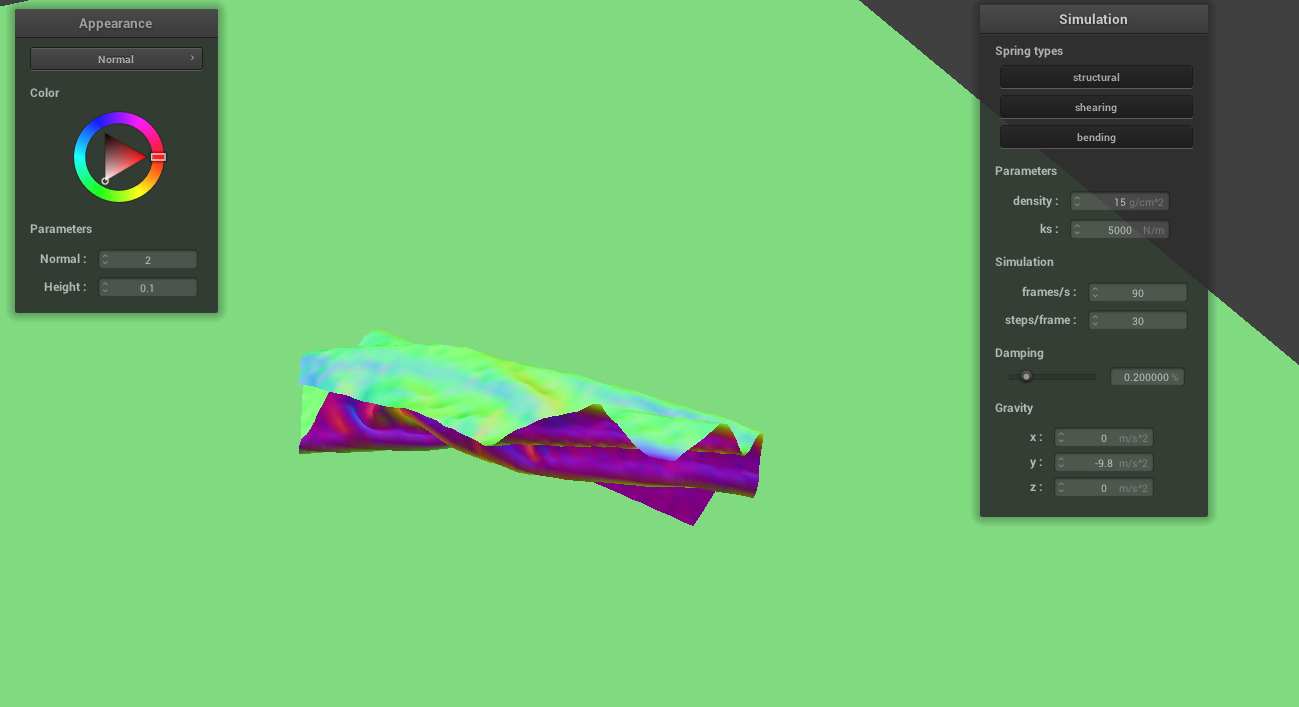 Appearance
Normal
Color
Parameters
Normal : 2
Height : 0.1
Simulation
Spring types
structural
shearing
bending
Parameters
density : 15 g/cm^2
ks : 5000 N/m
Simulation
frames/s : 90
steps/frame : 30
Damping
0.200000 %
Gravity
x : 0 m/s^2
y : -9.8 m/s^2
z : 0 m/s^2